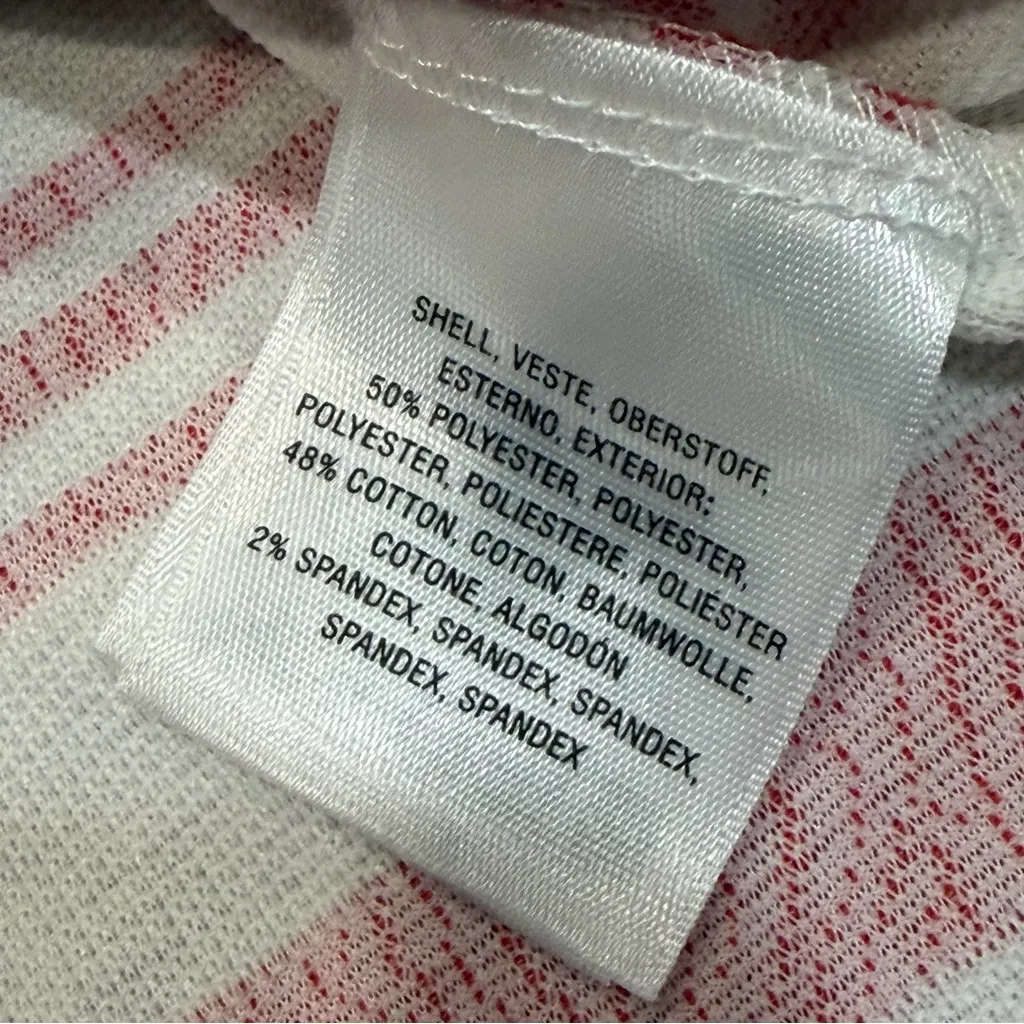 SHELL, VESTE, OBERSTOFF,
ESTERNO, EXTERIOR:
50% POLYESTER, POLYESTER,
POLYESTER, POLIESTERE, POLIÉSTER
48% COTTON, COTON, BAUMWOLLE,
COTONE, ALGODÓN
2% SPANDEX, SPANDEX, SPANDEX,
SPANDEX, SPANDEX